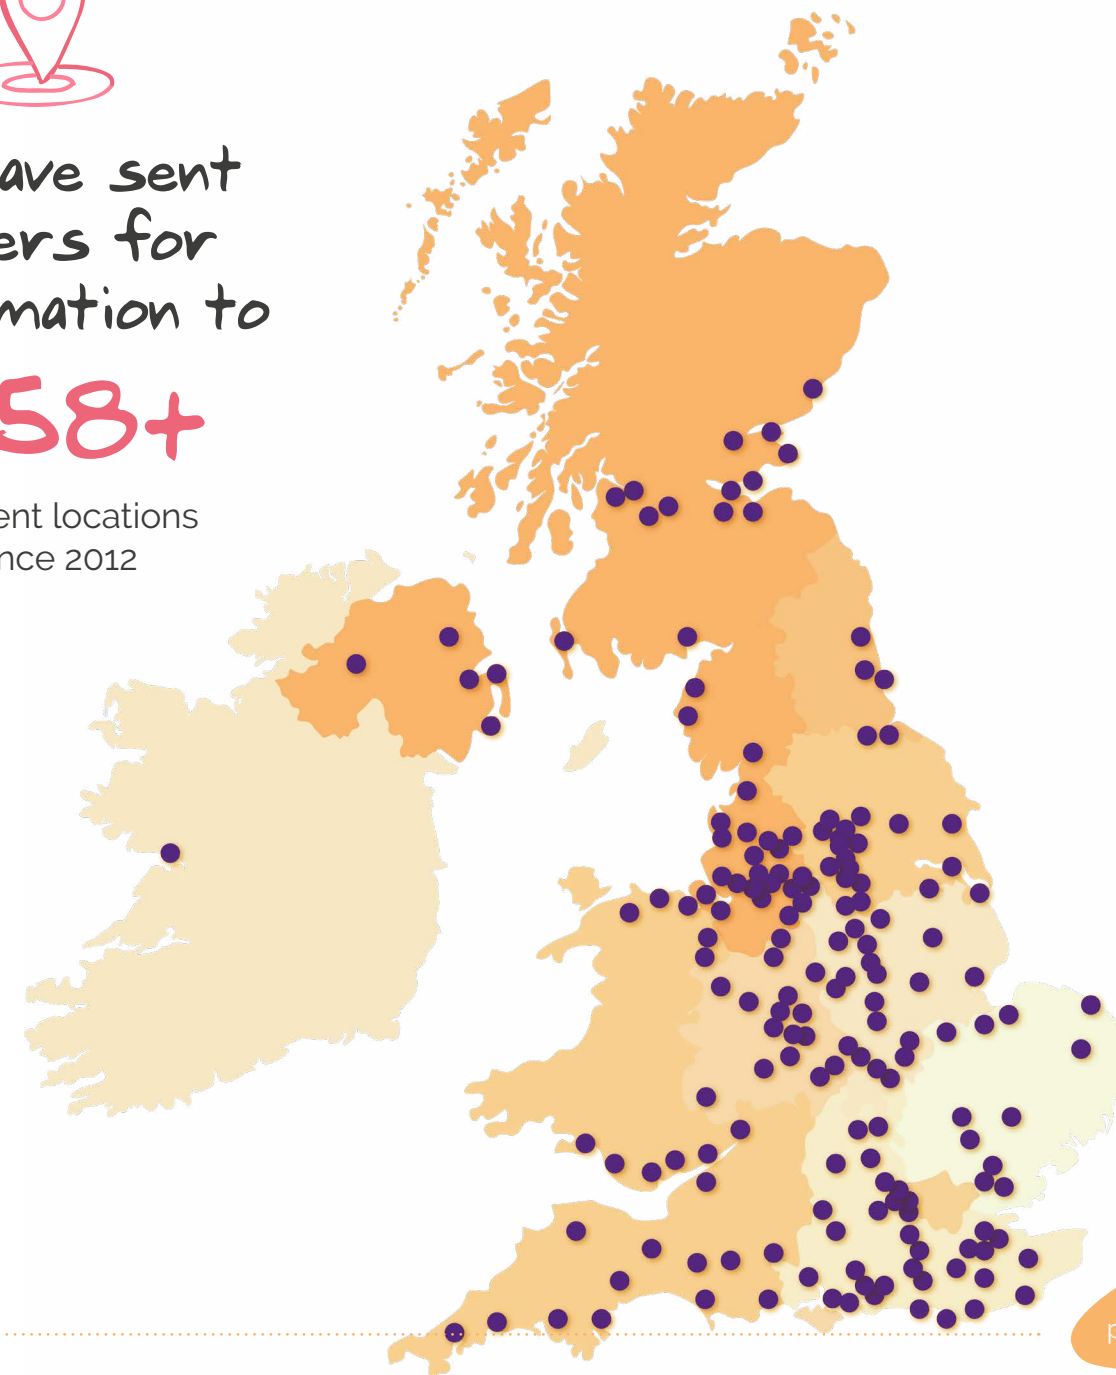 ave sent
ers for
mation to
58+
ent locations
nce 2012
p